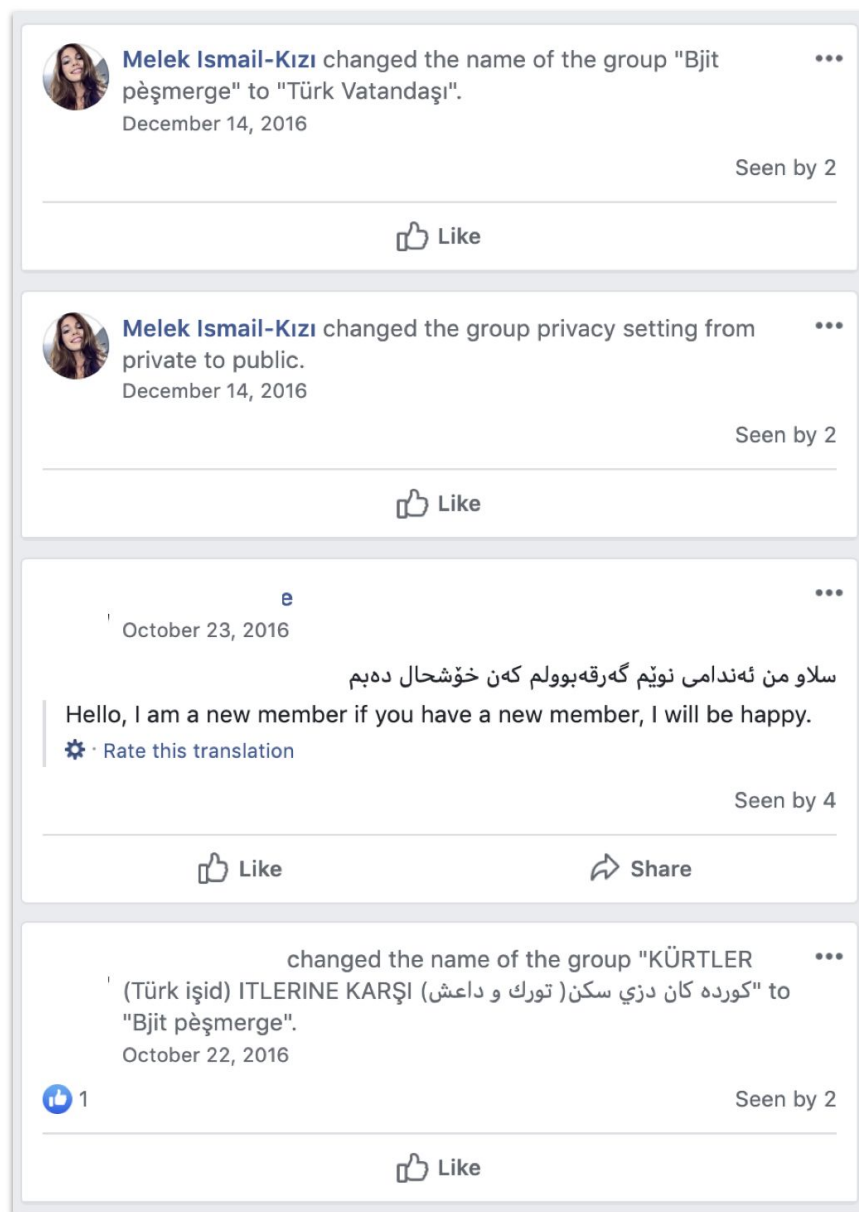 Melek Ismail-Kızı changed the name of the group "Bjit
pèşmerge" to "Türk Vatandaşı".
December 14, 2016
Seen by 2
Like
Melek Ismail-Kızı changed the group privacy setting from
private to public.
December 14, 2016
Seen by 2
Like
e
October 23, 2016
سلاو من ئەندامی نوێم گەرقەبوولم کەن خۆشحال دەبم
Hello, I am a new member if you have a new member, I will be happy.
· Rate this translation
Seen by 4
Like
Share
changed the name of the group "KÜRTLER
(Türk işid) ITLERINE KARŞI (كورده كان دزي سكن( تورك و داعش" to
"Bjit pèşmerge".
October 22, 2016
1
Seen by 2
Like